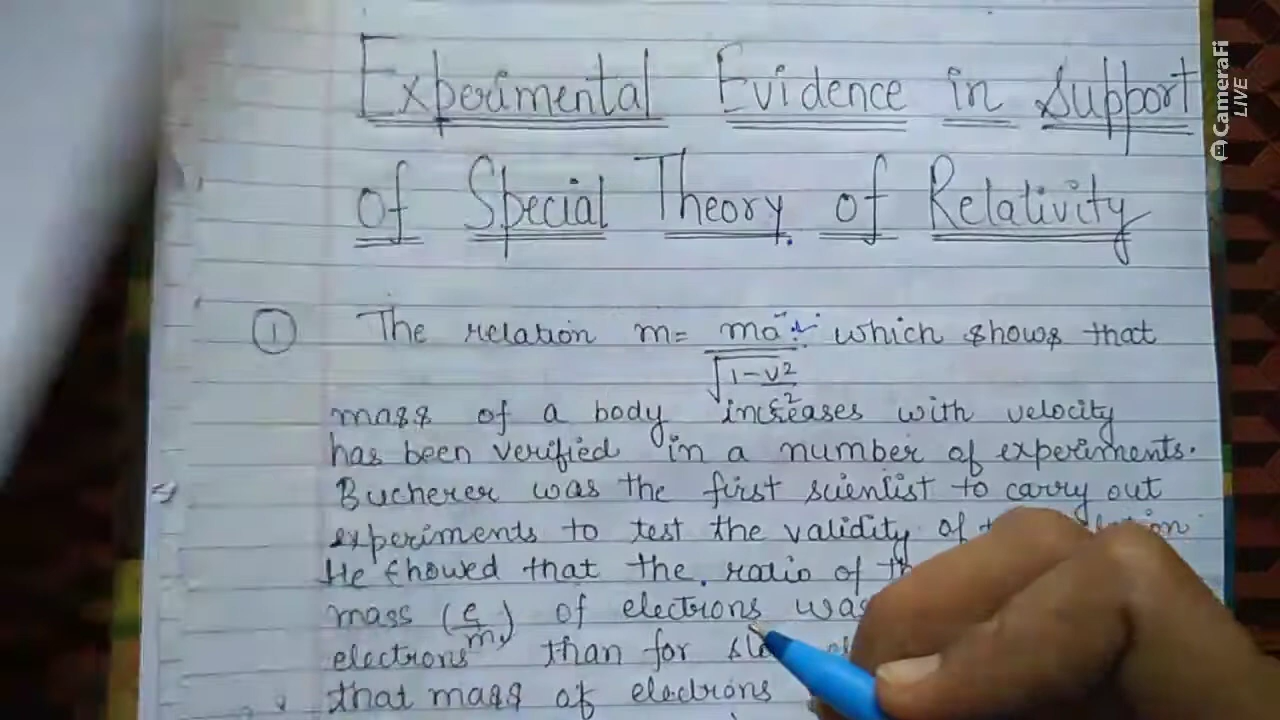 Experimental Evidence in Support
of Special Theory of Relativity
① The relation m = mo which shows that
√1-v²
c²
mass of a body increases with velocity
has been verified in a number of experiments.
Bucherer was the first scientist to carry out
experiments to test the validity of
He showed that the ratio of
mass (e/m) of electrons was
electrons than for
that mass of electrons
CameraFi
LIVE